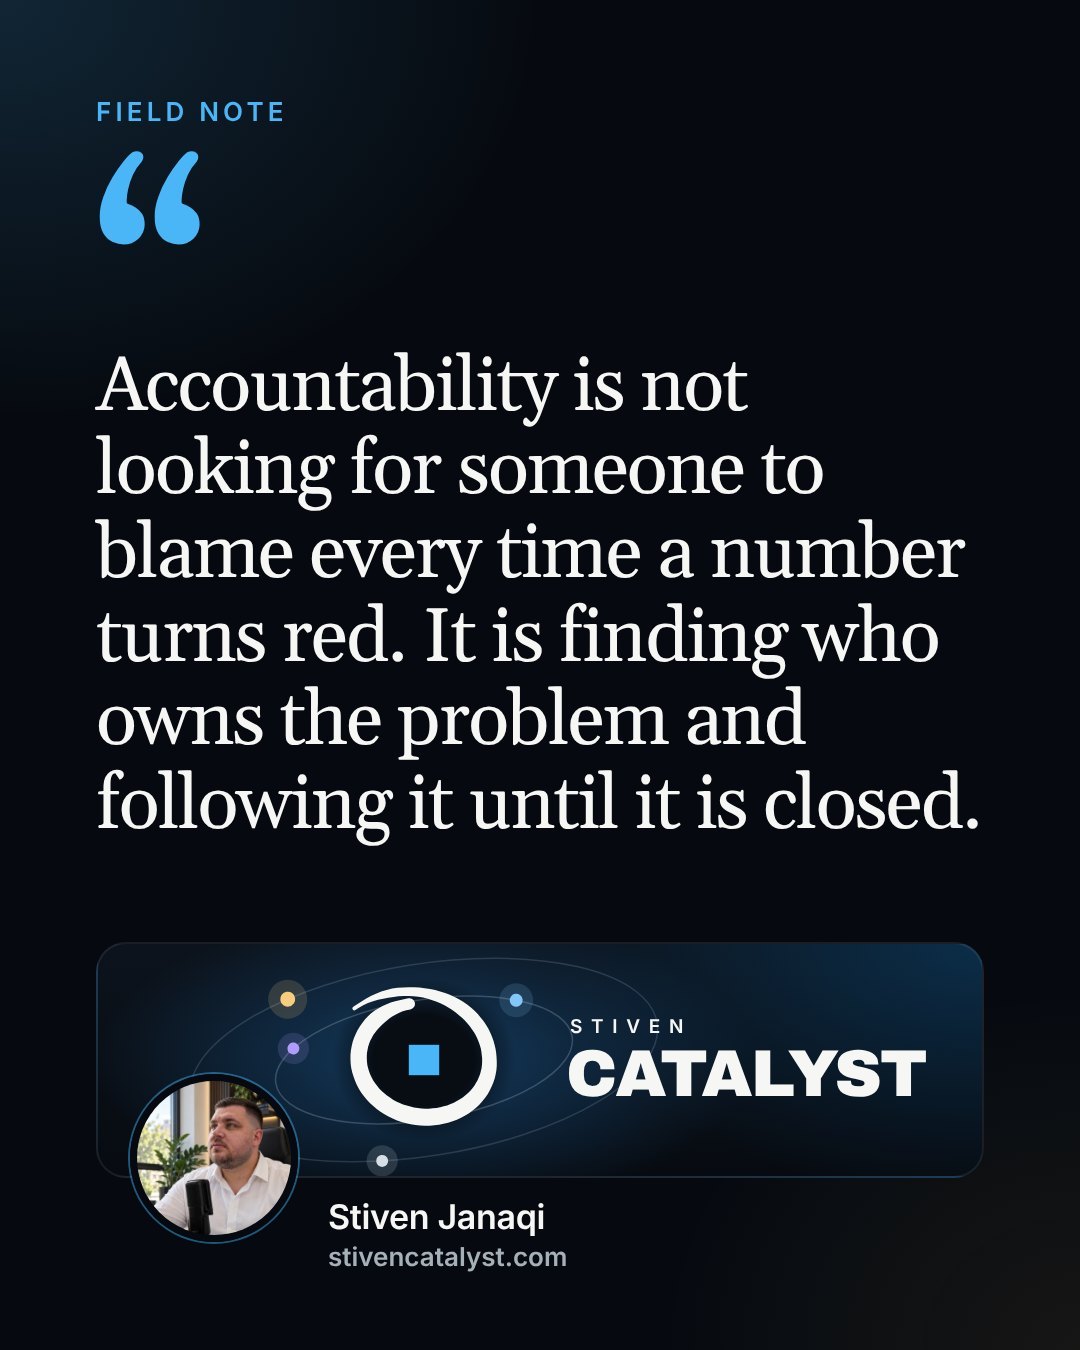 FIELD NOTE
“
Accountability is not
looking for someone to
blame every time a number
turns red. It is finding who
owns the problem and
following it until it is closed.
STIVEN
CATALYST
Stiven Janaqi
stivencatalyst.com